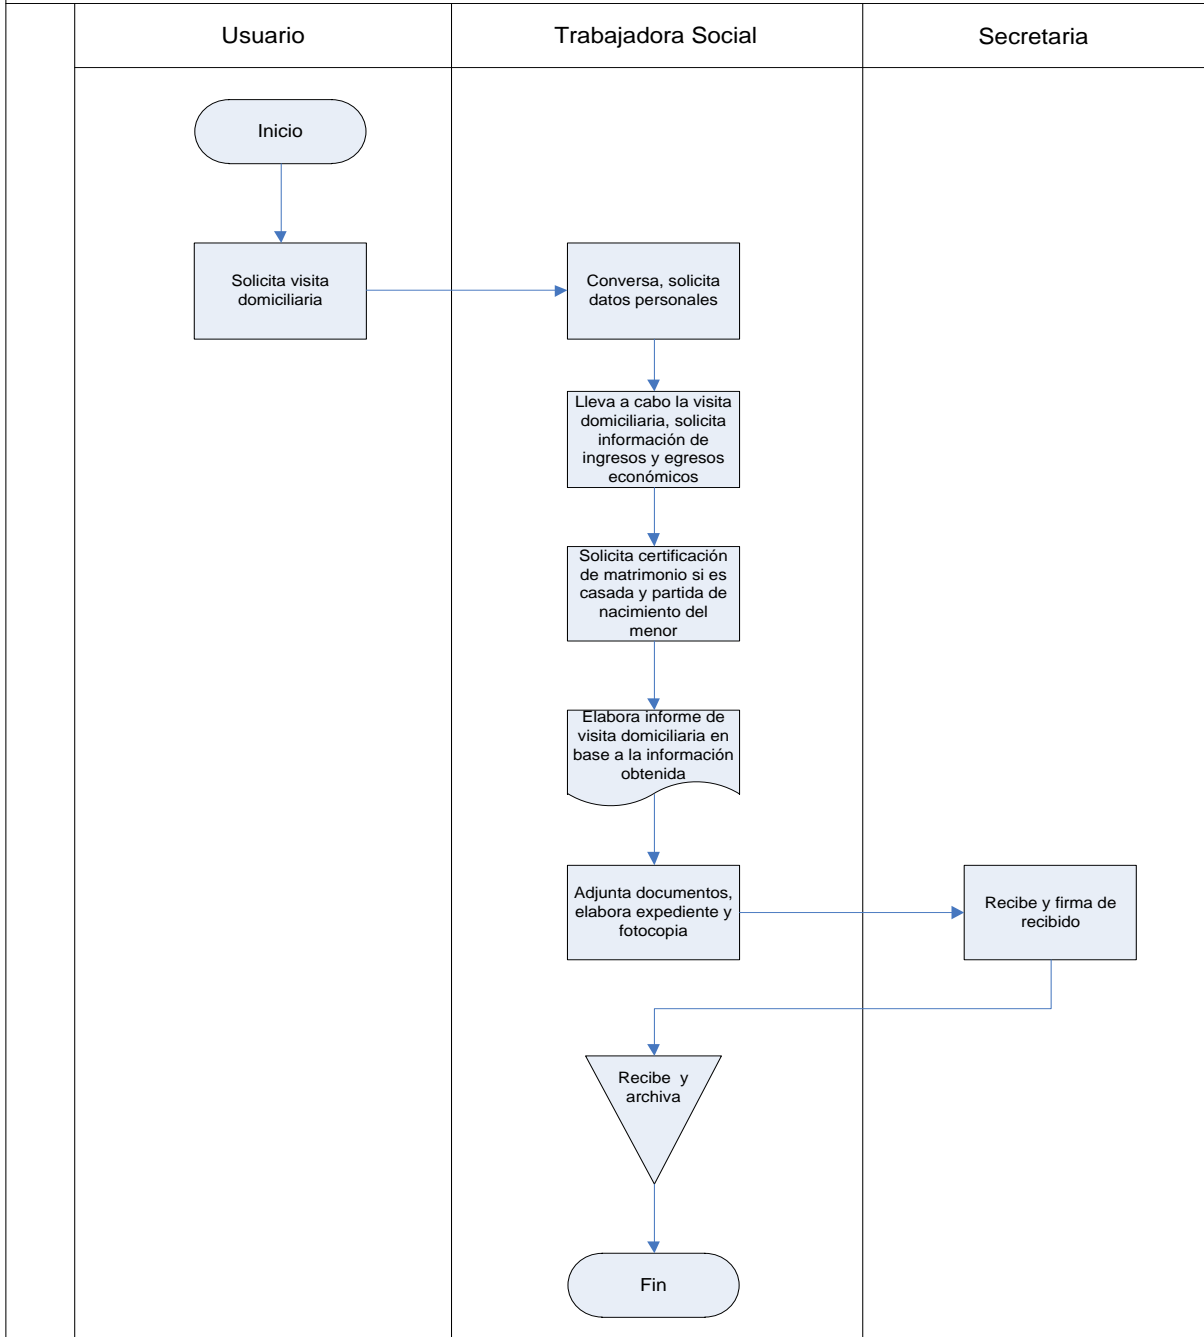 Usuario
Trabajadora Social
Secretaria
Inicio
Solicita visita
domiciliaria
Conversa, solicita
datos personales
Lleva a cabo la visita
domiciliaria, solicita
información de
ingresos y egresos
económicos
Solicita certificación
de matrimonio si es
casada y partida de
nacimiento del
menor
Elabora informe de
visita domiciliaria en
base a la información
obtenida
Adjunta documentos,
elabora expediente y
fotocopia
Recibe y firma de
recibido
Recibe y
archiva
Fin